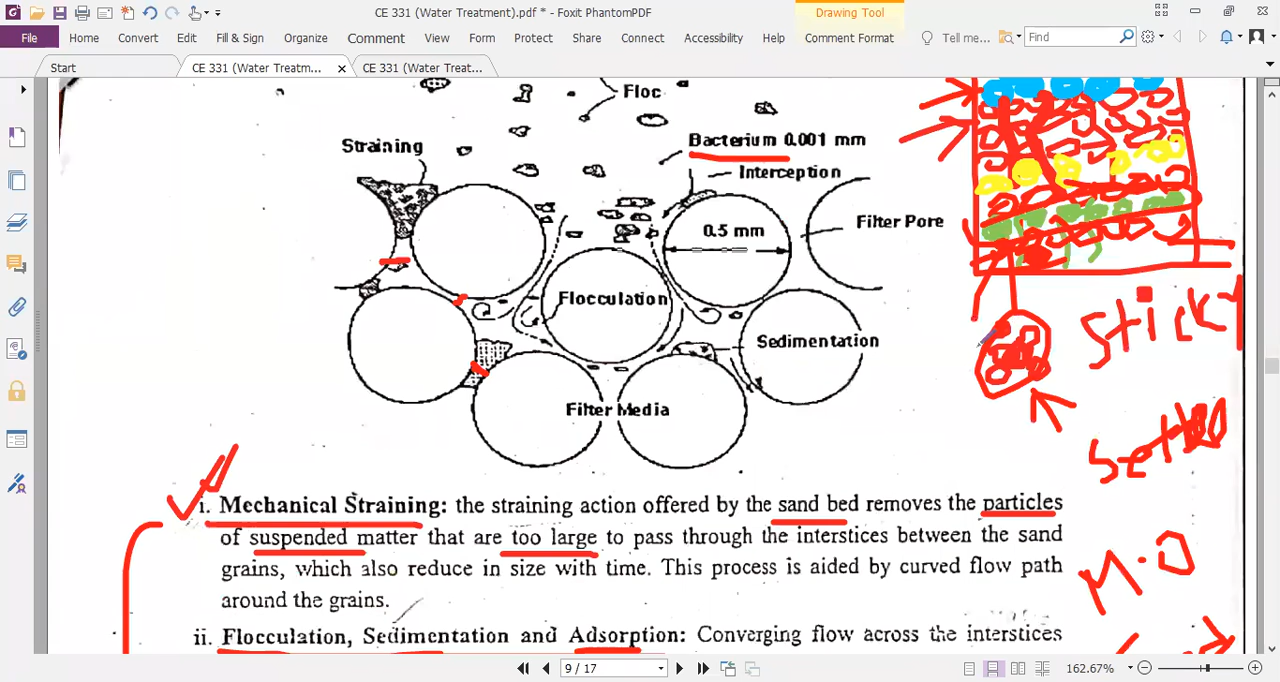 CE 331 (Water Treatment).pdf * - Foxit PhantomPDF
Drawing Tool
File
Home
Convert
Edit
Fill & Sign
Organize
Comment
View
Form
Protect
Share
Connect
Accessibility
Help
Comment Format
Tell me...
Find
Start
CE 331 (Water Treatm...
CE 331 (Water Treat...
Floc
Straining
Bacterium 0.001 mm
Interception
0.5 mm
Filter Pore
Flocculation
Sedimentation
Filter Media
Sticky
Settled
M.O
i. Mechanical Straining: the straining action offered by the sand bed removes the particles
of suspended matter that are too large to pass through the interstices between the sand
grains, which also reduce in size with time. This process is aided by curved flow path
around the grains.
ii. Flocculation, Sedimentation and Adsorption: Converging flow across the interstices
9 / 17
162.67%